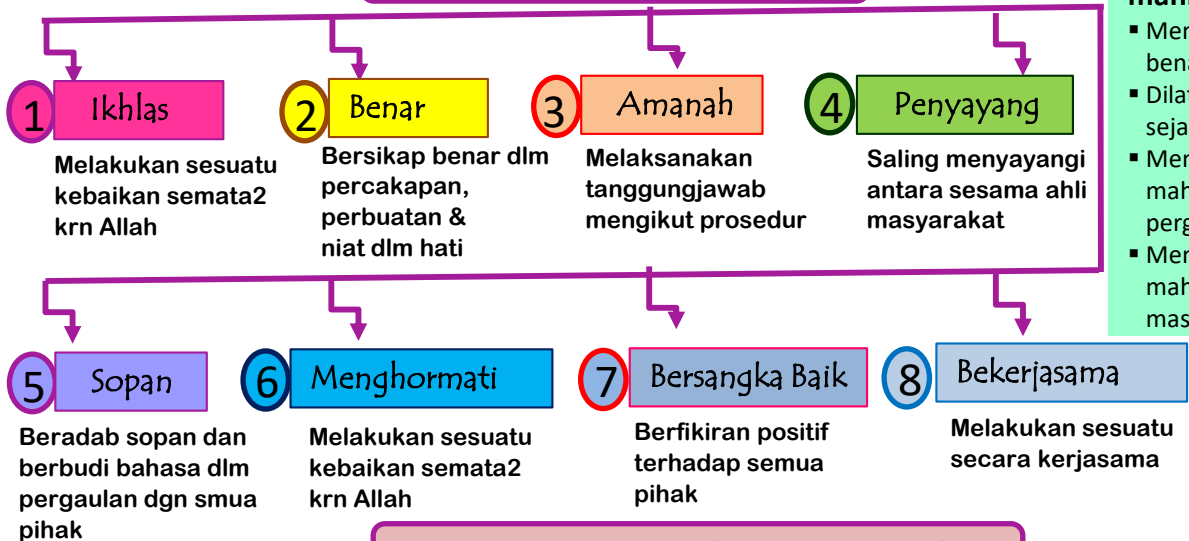 1 Ikhlas
Melakukan sesuatu
kebaikan semata2
krn Allah
2 Benar
Bersikap benar dlm
percakapan,
perbuatan &
niat dlm hati
3 Amanah
Melaksanakan
tanggungjawab
mengikut prosedur
4 Penyayang
Saling menyayangi
antara sesama ahli
masyarakat
5 Sopan
Beradab sopan dan
berbudi bahasa dlm
pergaulan dgn smua
pihak
6 Menghormati
Melakukan sesuatu
kebaikan semata2
krn Allah
7 Bersangka Baik
Berfikiran positif
terhadap semua
pihak
8 Bekerjasama
Melakukan sesuatu
secara kerjasama